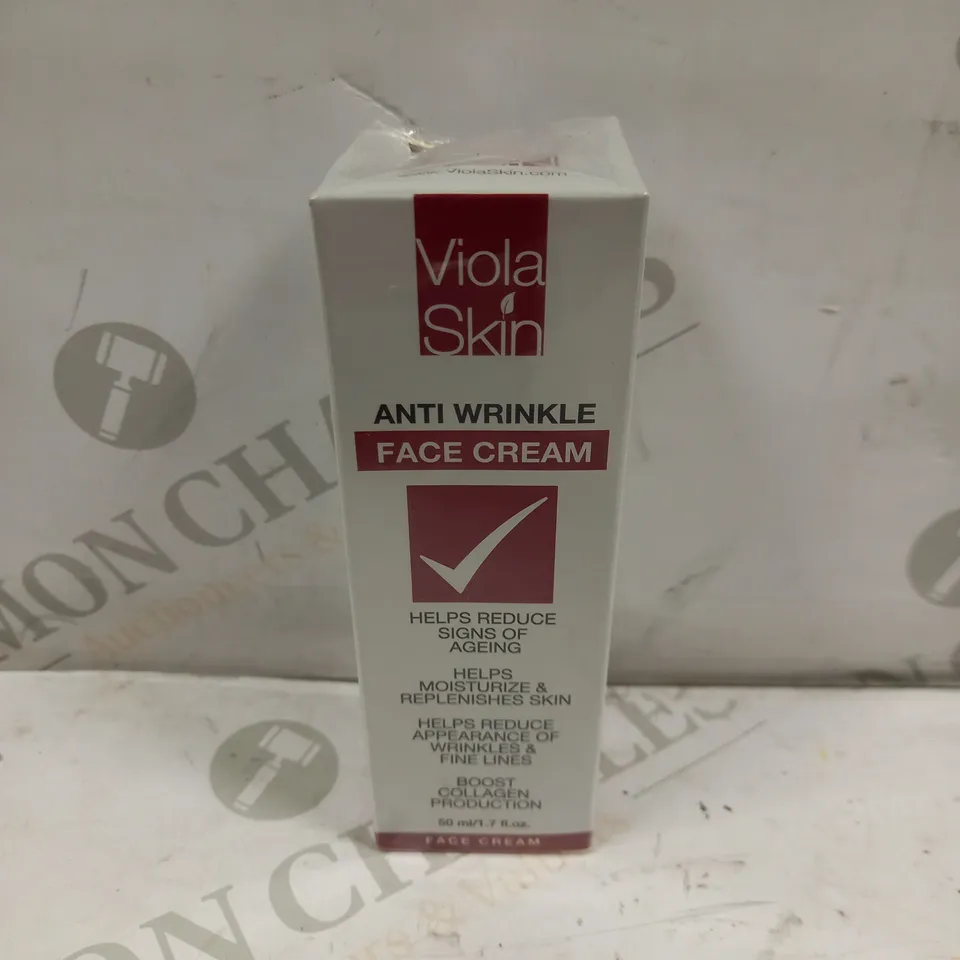 ViolaSkin.com
Viola
Skin
ANTI WRINKLE
FACE CREAM
HELPS REDUCE
SIGNS OF
AGEING
HELPS
MOISTURIZE &
REPLENISHES SKIN
HELPS REDUCE
APPEARANCE OF
WRINKLES &
FINE LINES
BOOST
COLLAGEN
PRODUCTION
50 ml/1.7 fl.oz.
FACE CREAM